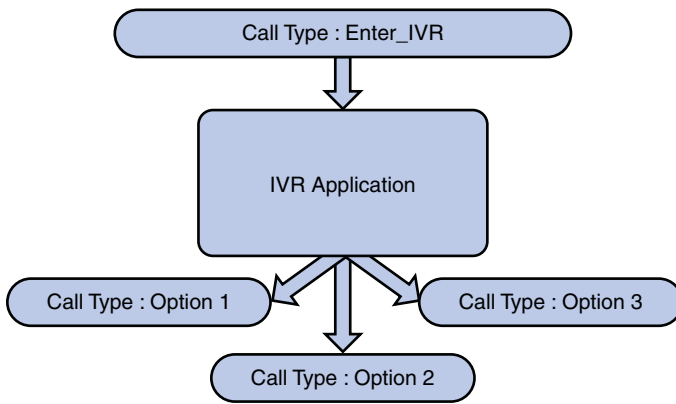 Call Type : Enter_IVR
IVR Application
Call Type : Option 1
Call Type : Option 3
Call Type : Option 2